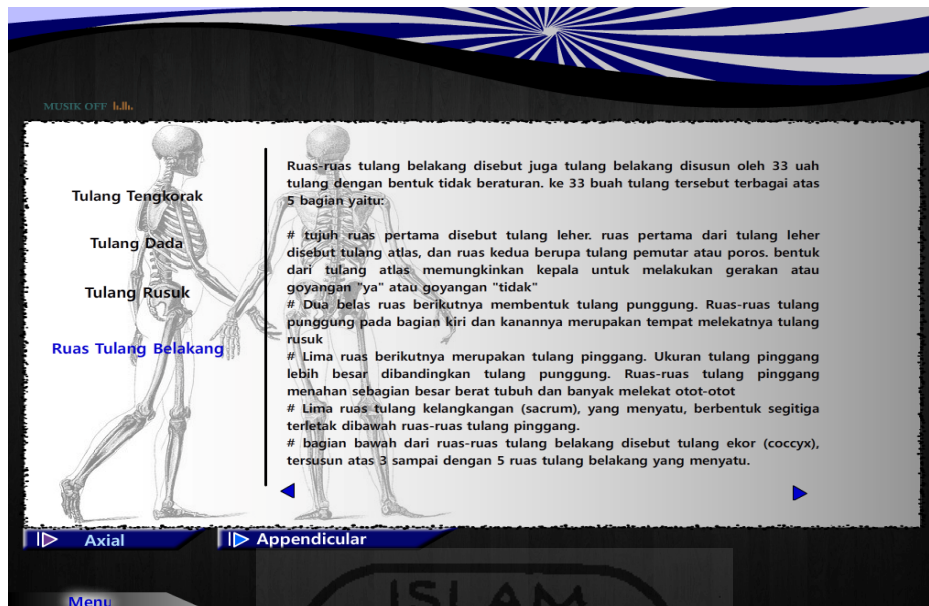 MUSIK OFF
Tulang Tengkorak
Tulang Dada
Tulang Rusuk
Ruas Tulang Belakang
Ruas-ruas tulang belakang disebut juga tulang belakang disusun oleh 33 uah
tulang dengan bentuk tidak beraturan. ke 33 buah tulang tersebut terbagai atas
5 bagian yaitu:
# tujuh ruas pertama disebut tulang leher. ruas pertama dari tulang leher
disebut tulang atlas, dan ruas kedua berupa tulang pemutar atau poros. bentuk
dari tulang atlas memungkinkan kepala untuk melakukan gerakan atau
goyangan "ya" atau goyangan "tidak"
# Dua belas ruas berikutnya membentuk tulang punggung. Ruas-ruas tulang
punggung pada bagian kiri dan kanannya merupakan tempat melekatnya tulang
rusuk
# Lima ruas berikutnya merupakan tulang pinggang. Ukuran tulang pinggang
lebih besar dibandingkan tulang punggung. Ruas-ruas tulang pinggang
menahan sebagian besar berat tubuh dan banyak melekat otot-otot
# Lima ruas tulang kelangkangan (sacrum), yang menyatu, berbentuk segitiga
terletak dibawah ruas-ruas tulang pinggang.
# bagian bawah dari ruas-ruas tulang belakang disebut tulang ekor (coccyx),
tersusun atas 3 sampai dengan 5 ruas tulang belakang yang menyatu.
Axial
Appendicular
ISLAM
Menu